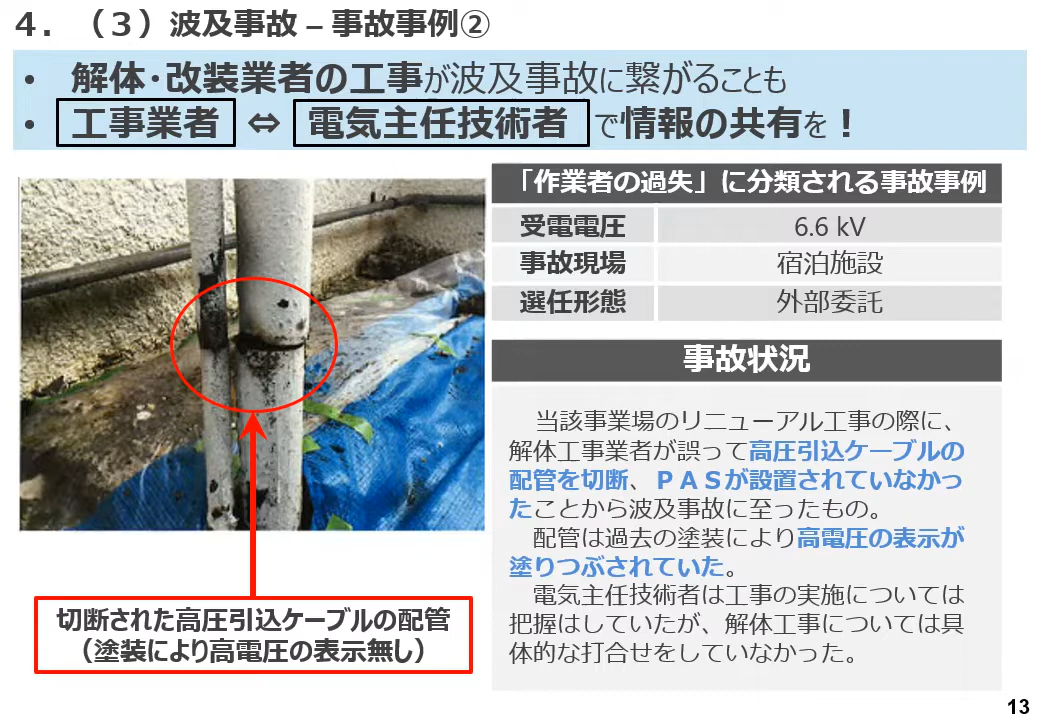 ４．（３）波及事故 – 事故事例②
• 解体・改装業者の工事が波及事故に繋がることも
• 工事業者 ⇔ 電気主任技術者 で情報の共有を！
「作業者の過失」に分類される事故事例
受電電圧 6.6 kV
事故現場 宿泊施設
選任形態 外部委託
事故状況
当該事業場のリニューアル工事の際に、
解体工事業者が誤って高圧引込ケーブルの
配管を切断、ＰＡＳが設置されていなかっ
たことから波及事故に至ったもの。
配管は過去の塗装により高電圧の表示が
塗りつぶされていた。
電気主任技術者は工事の実施については
把握はしていたが、解体工事については具
体的な打合せをしていなかった。
切断された高圧引込ケーブルの配管
（塗装により高電圧の表示無し）
13